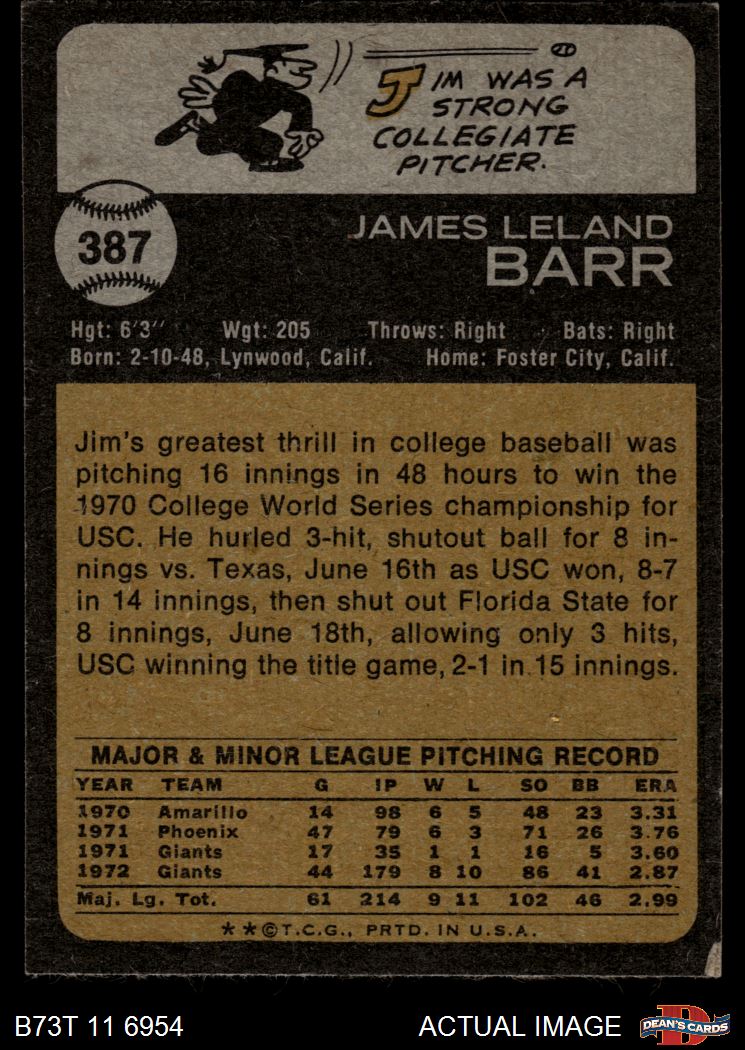 JIM WAS A
STRONG
COLLEGIATE
PITCHER.
387
JAMES LELAND
BARR
Hgt: 6'3" Wgt: 205 Throws: Right Bats: Right
Born: 2-10-48, Lynwood, Calif. Home: Foster City, Calif.
Jim's greatest thrill in college baseball was
pitching 16 innings in 48 hours to win the
1970 College World Series championship for
USC. He hurled 3-hit, shutout ball for 8 in-
nings vs. Texas, June 16th as USC won, 8-7
in 14 innings, then shut out Florida State for
8 innings, June 18th, allowing only 3 hits,
USC winning the title game, 2-1 in 15 innings.
MAJOR & MINOR LEAGUE PITCHING RECORD
YEAR TEAM G IP W L SO BB ERA
1970 Amarillo 14 98 6 5 48 23 3.31
1971 Phoenix 47 79 6 3 71 26 3.76
1971 Giants 17 35 1 1 16 5 3.60
1972 Giants 44 179 8 10 86 41 2.87
Maj. Lg. Tot. 61 214 9 11 102 46 2.99
**©T.C.G., PRTD. IN U.S.A.
B73T 11 6954 ACTUAL IMAGE DEAN'S CARDS